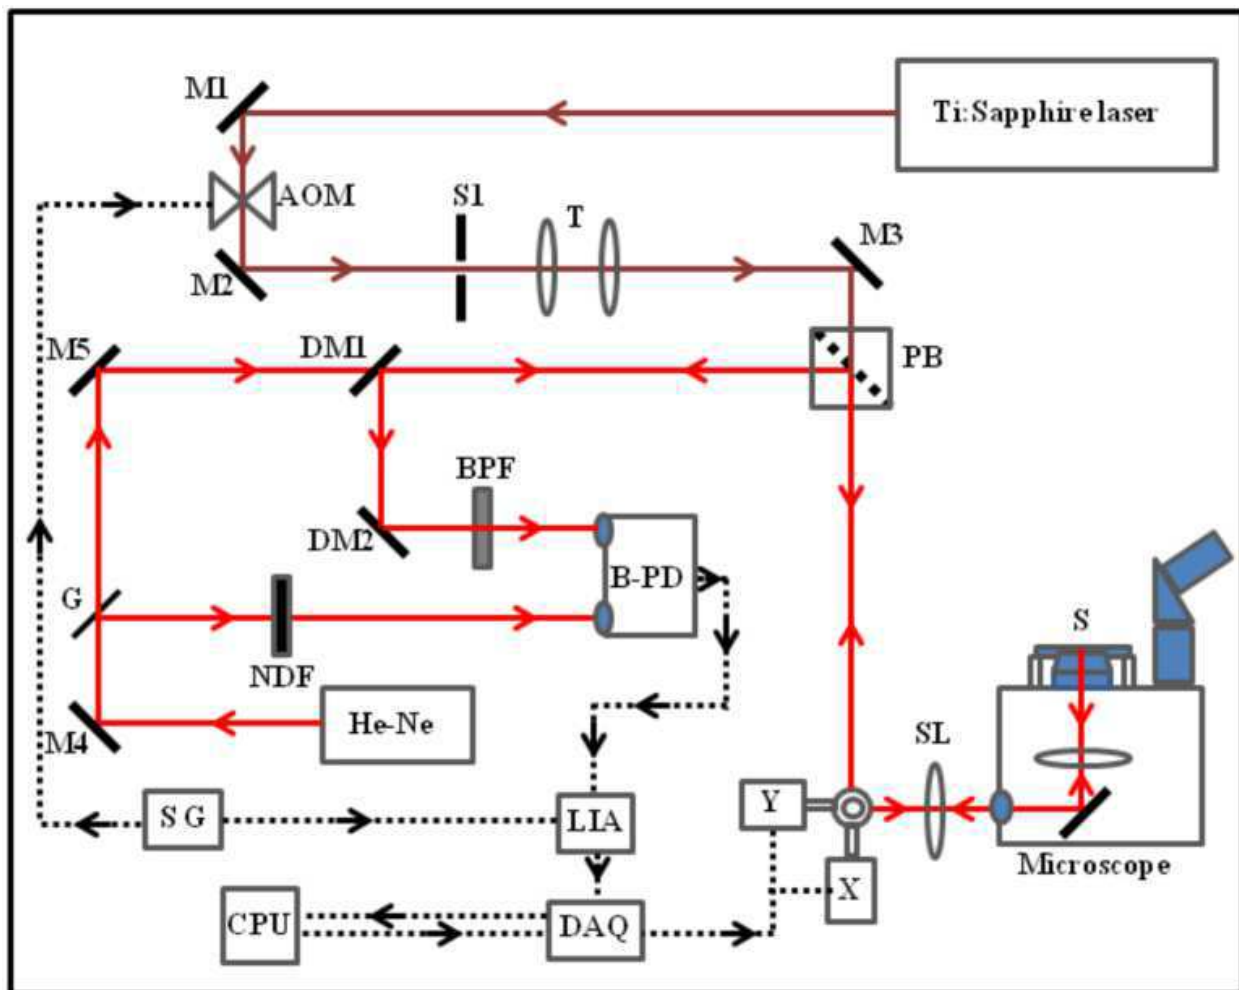 M1
Ti:Sapphire laser
AOM
S1
T
M3
M2
M5
DM1
PB
BPF
DM2
B-PD
G
S
NDF
He-Ne
M4
SL
SG
LIA
Y
Microscope
X
CPU
DAQ